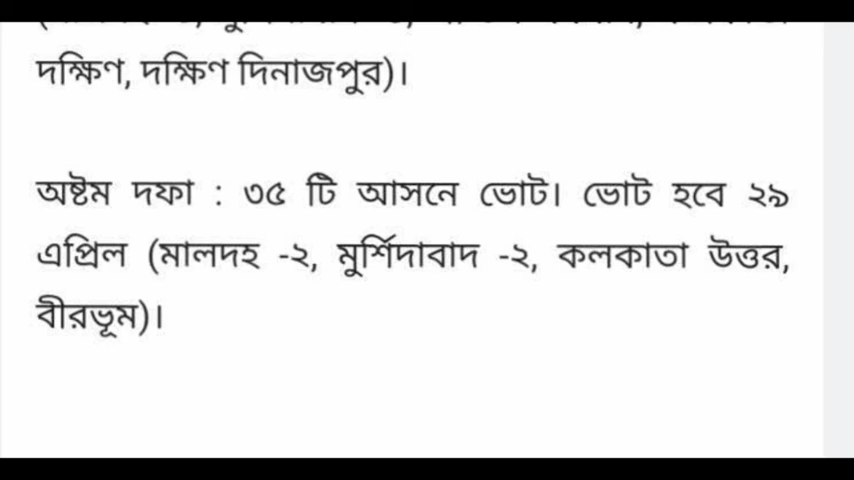 দক্ষিণ, দক্ষিণ দিনাজপুর)।
অষ্টম দফা : ৩৫ টি আসনে ভোট। ভোট হবে ২৯
এপ্রিল (মালদহ -২, মুর্শিদাবাদ -২, কলকাতা উত্তর,
বীরভূম)।